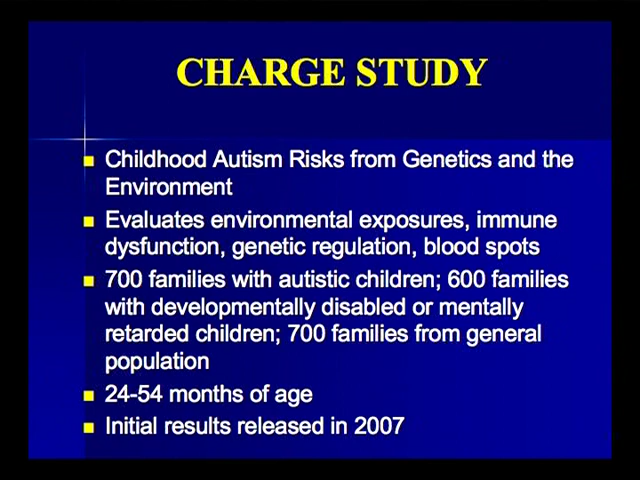 CHARGE STUDY
Childhood Autism Risks from Genetics and the
Environment
Evaluates environmental exposures, immune
dysfunction, genetic regulation, blood spots
700 families with autistic children; 600 families
with developmentally disabled or mentally
retarded children; 700 families from general
population
24-54 months of age
Initial results released in 2007